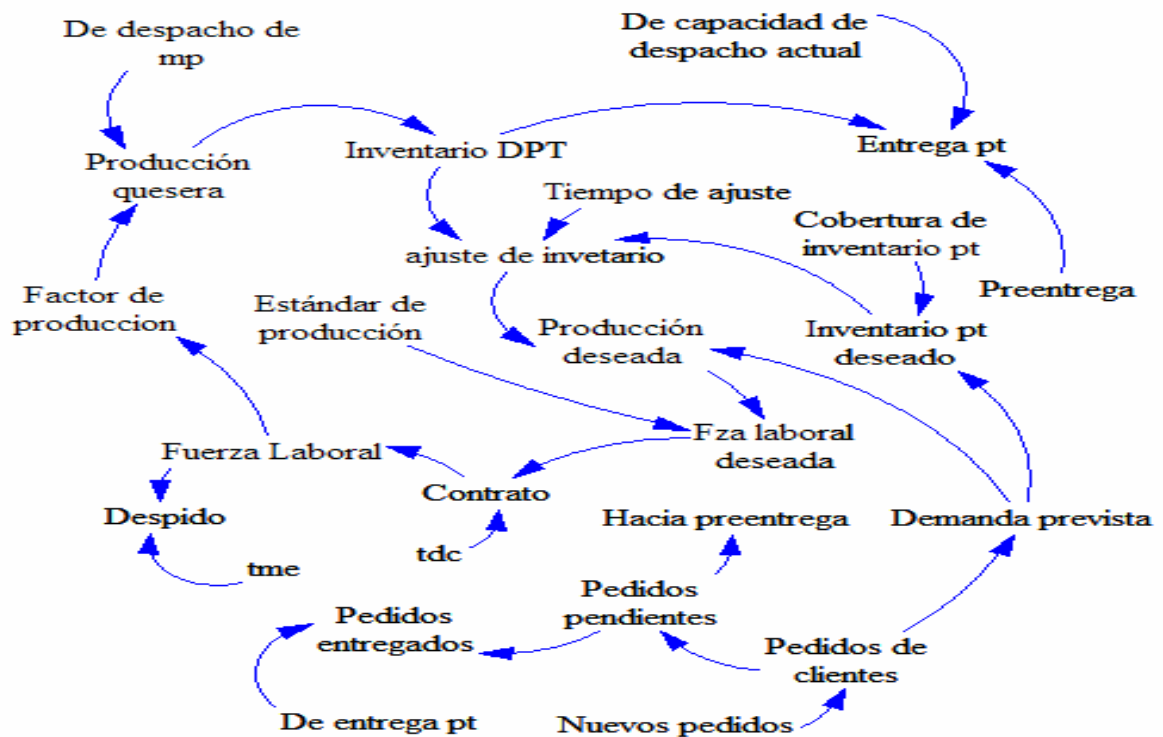 De despacho de
mp
De capacidad de
despacho actual
Producción
quesera
Inventario DPT
Entrega pt
Tiempo de ajuste
Cobertura de
inventario pt
ajuste de invetario
Factor de
produccion
Estándar de
producción
Producción
deseada
Inventario pt
deseado
Preentrega
Fuerza Laboral
Fza laboral
deseada
Contrato
Despido
Hacia preentrega
Demanda prevista
tdc
tme
Pedidos
pendientes
Pedidos
entregados
Pedidos de
clientes
De entrega pt
Nuevos pedidos